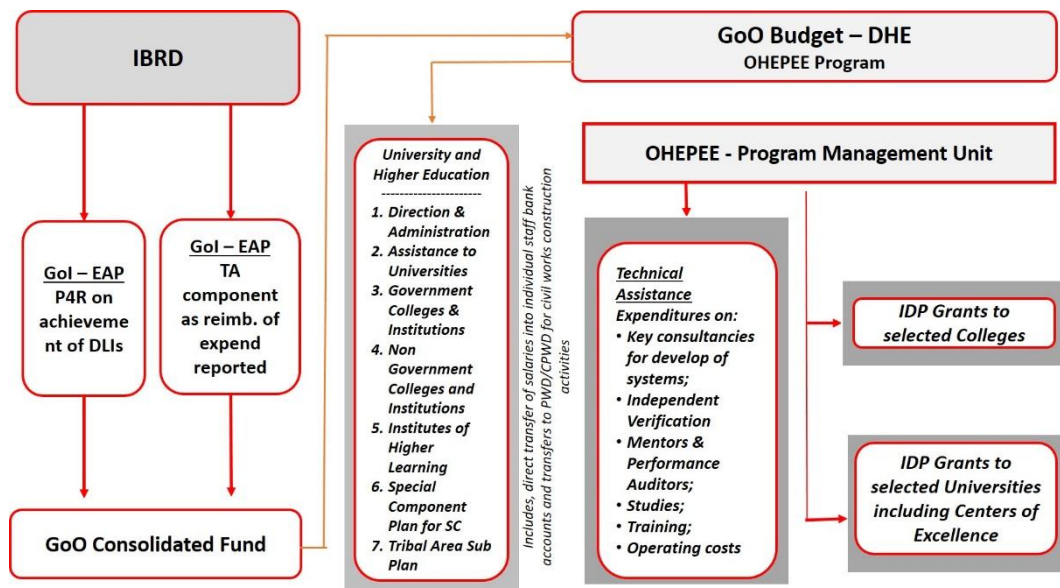 IBRD
GoI – EAP
P4R on
achieveme
nt of DLIs
GoI – EAP
TA
component
as reimb. of
expend
reported
GoO Consolidated Fund
GoO Budget – DHE
OHEPEE Program
University and
Higher Education
-----------------------
1. Direction &
Administration
2. Assistance to
Universities
3. Government
Colleges &
Institutions
4. Non
Government
Colleges and
Institutions
5. Institutes of
Higher
Learning
6. Special
Component
Plan for SC
7. Tribal Area Sub
Plan
Includes, direct transfer of salaries into individual staff bank
accounts and transfers to PWD/CPWD for civil works construction
activities
OHEPEE - Program Management Unit
Technical
Assistance
Expenditures on:
• Key consultancies
for develop of
systems;
• Independent
Verification
• Mentors &
Performance
Auditors;
• Studies;
• Training;
• Operating costs
IDP Grants to
selected Colleges
IDP Grants to
selected Universities
including Centers of
Excellence